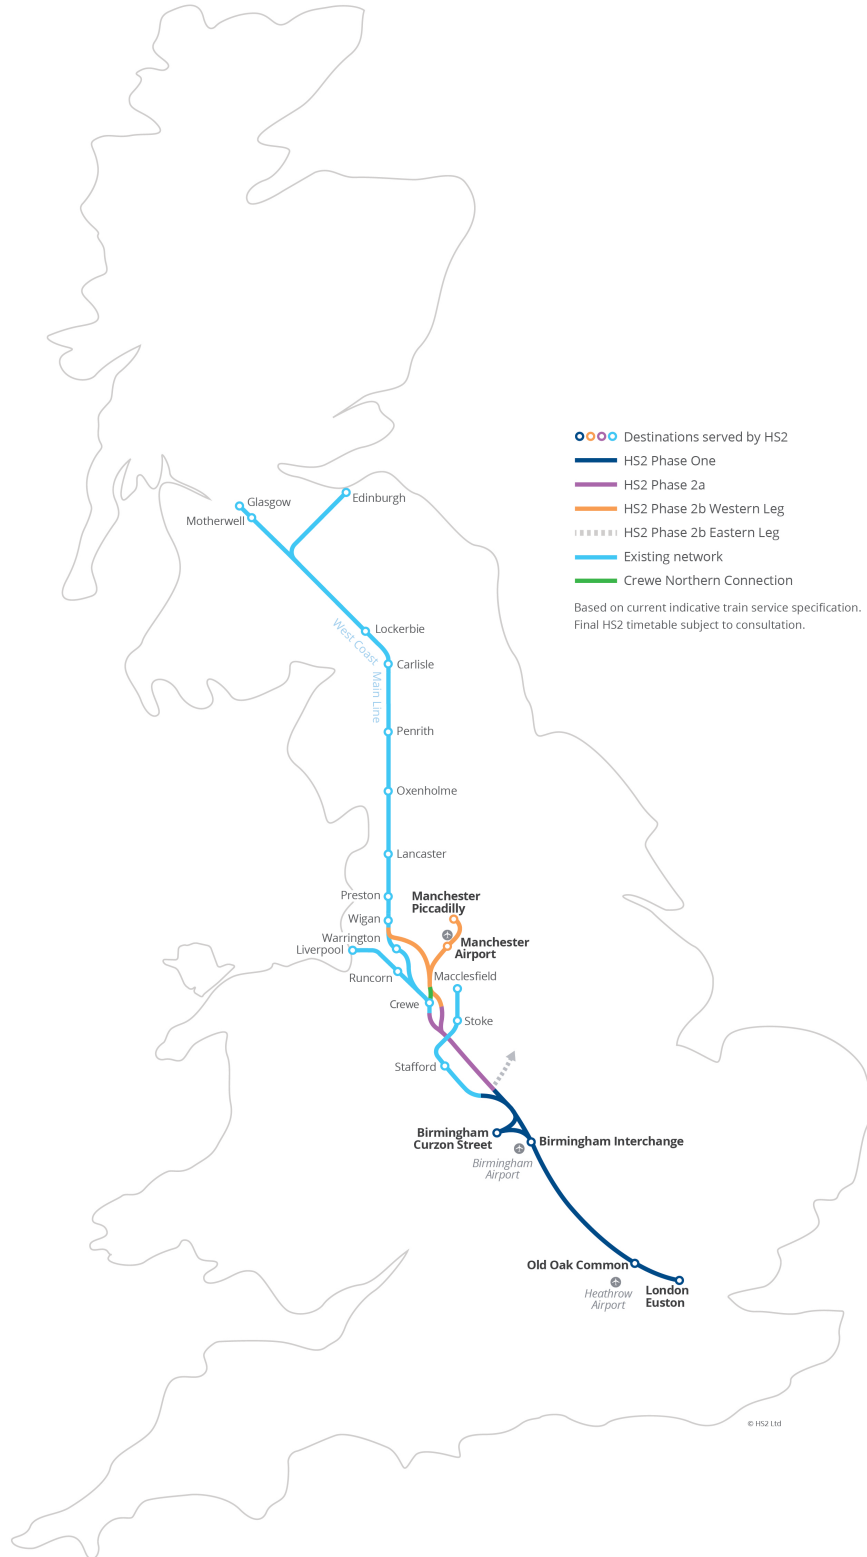 Destinations served by HS2
HS2 Phase One
HS2 Phase 2a
HS2 Phase 2b Western Leg
HS2 Phase 2b Eastern Leg
Existing network
Crewe Northern Connection
Based on current indicative train service specification.
Final HS2 timetable subject to consultation.
Glasgow
Motherwell
Edinburgh
Lockerbie
West Coast Main Line
Carlisle
Penrith
Oxenholme
Lancaster
Preston
Wigan
Manchester
Piccadilly
Warrington
Liverpool
Manchester
Airport
Runcorn
Macclesfield
Crewe
Stoke
Stafford
Birmingham
Curzon Street
Birmingham Interchange
Birmingham
Airport
Old Oak Common
Heathrow
Airport
London
Euston
© HS2 Ltd